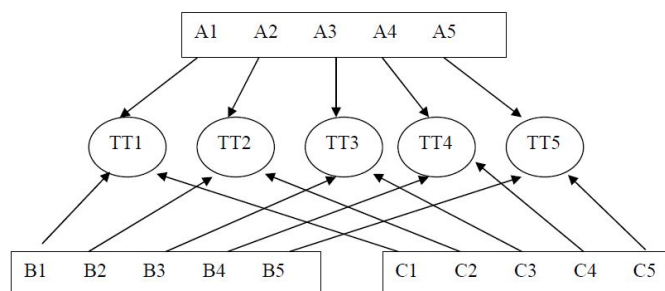 A1 A2 A3 A4 A5
TT1 TT2 TT3 TT4 TT5
B1 B2 B3 B4 B5 C1 C2 C3 C4 C5